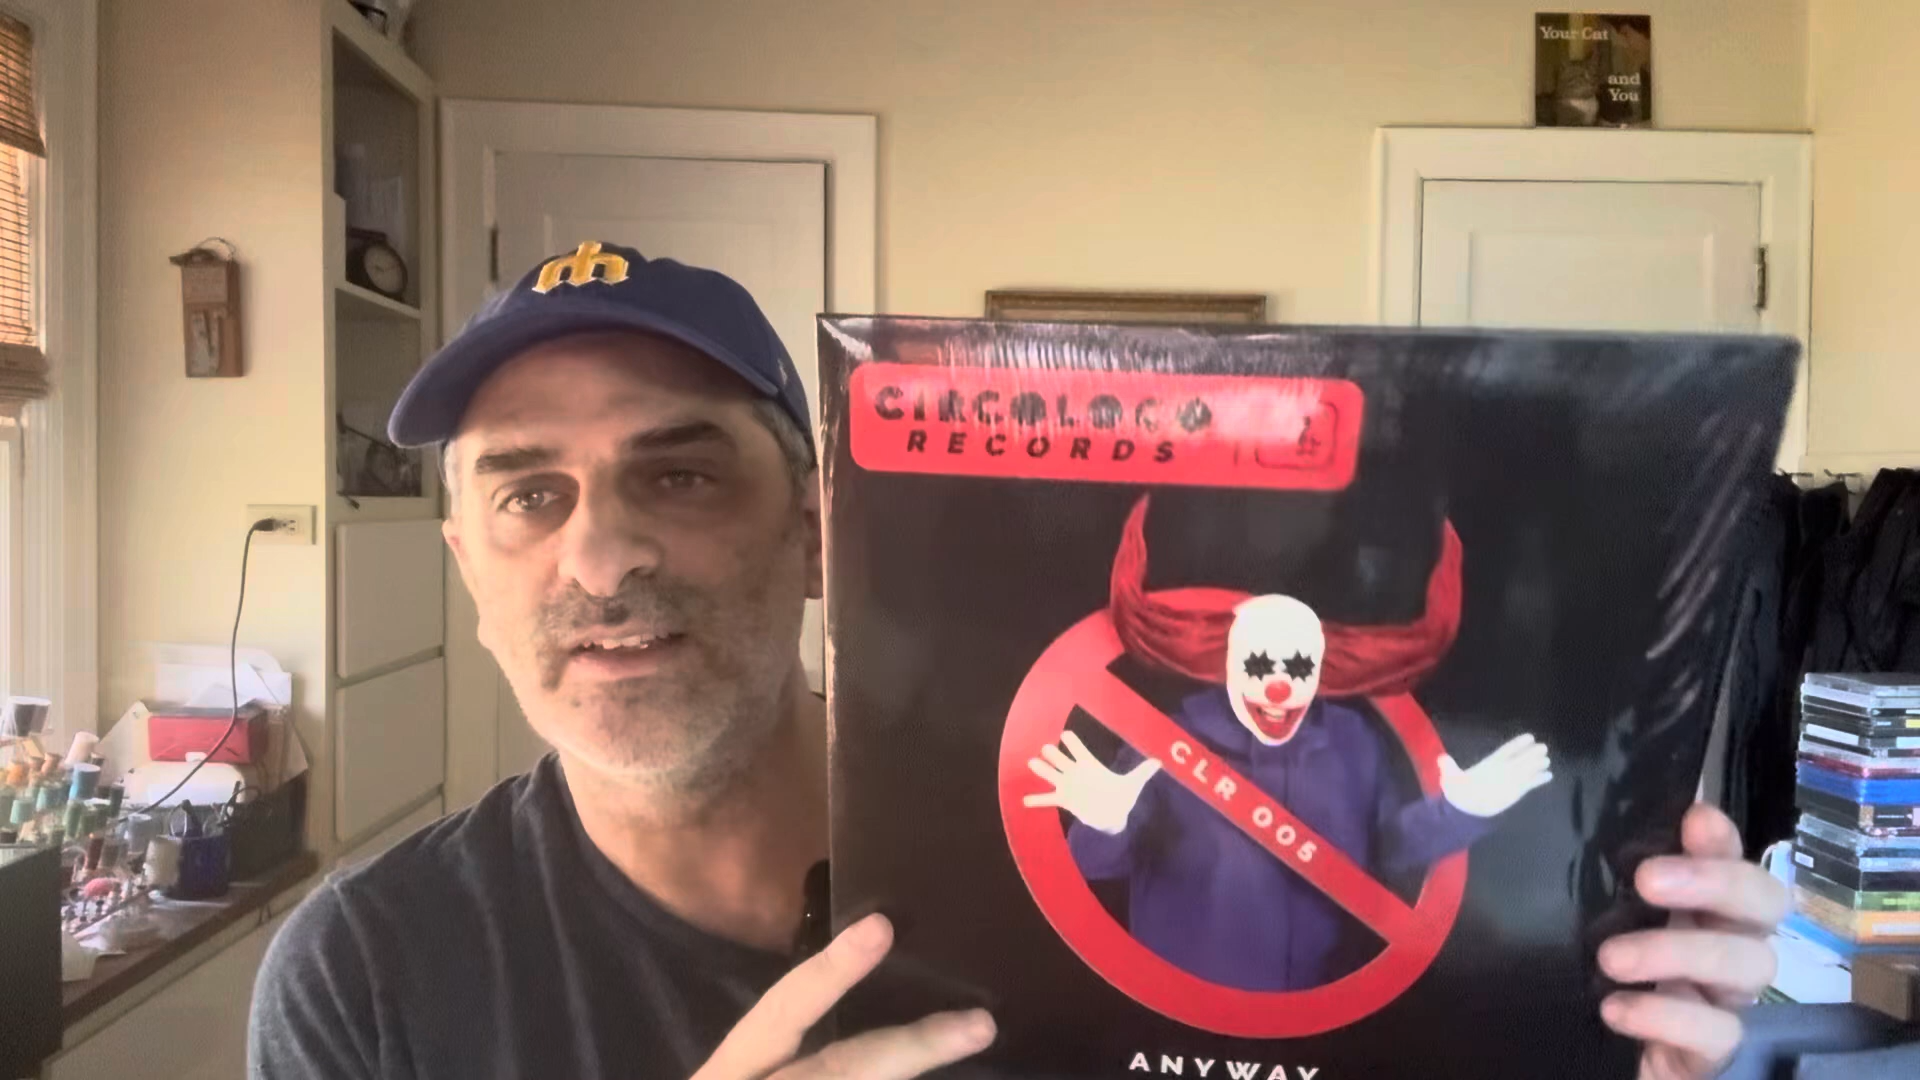 Your Cat
and
You
CIRCOLOCO
RECORDS
CLR 005
ANYWAY